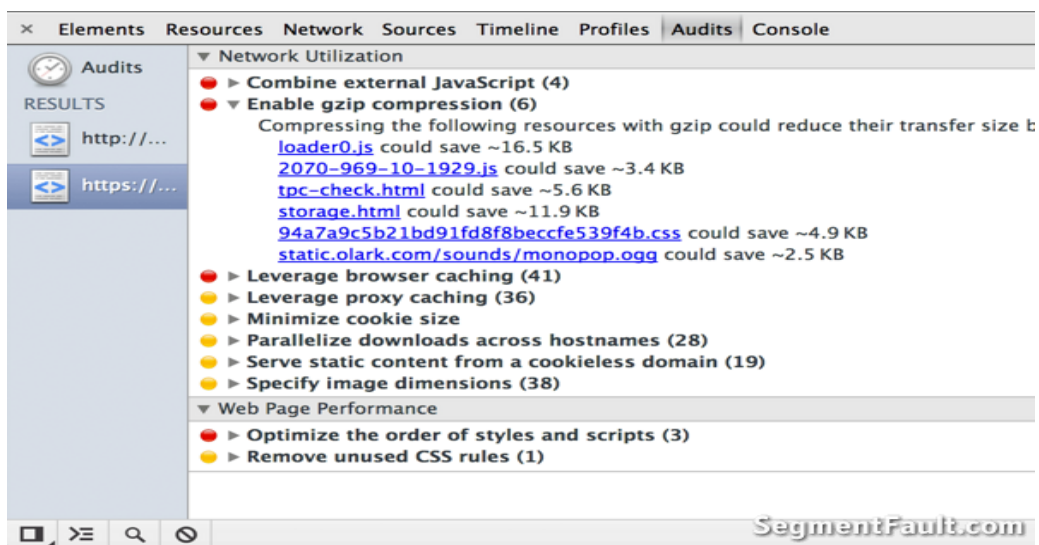 × Elements Resources Network Sources Timeline Profiles Audits Console
Audits
RESULTS
http://...
https://...
▼ Network Utilization
▶ Combine external JavaScript (4)
▼ Enable gzip compression (6)
Compressing the following resources with gzip could reduce their transfer size b
loader0.js could save ~16.5 KB
2070-969-10-1929.js could save ~3.4 KB
tpc-check.html could save ~5.6 KB
storage.html could save ~11.9 KB
94a7a9c5b21bd91fd8f8beccfe539f4b.css could save ~4.9 KB
static.olark.com/sounds/monopop.ogg could save ~2.5 KB
▶ Leverage browser caching (41)
▶ Leverage proxy caching (36)
▶ Minimize cookie size
▶ Parallelize downloads across hostnames (28)
▶ Serve static content from a cookieless domain (19)
▶ Specify image dimensions (38)
▼ Web Page Performance
▶ Optimize the order of styles and scripts (3)
▶ Remove unused CSS rules (1)
SegmentFault.com